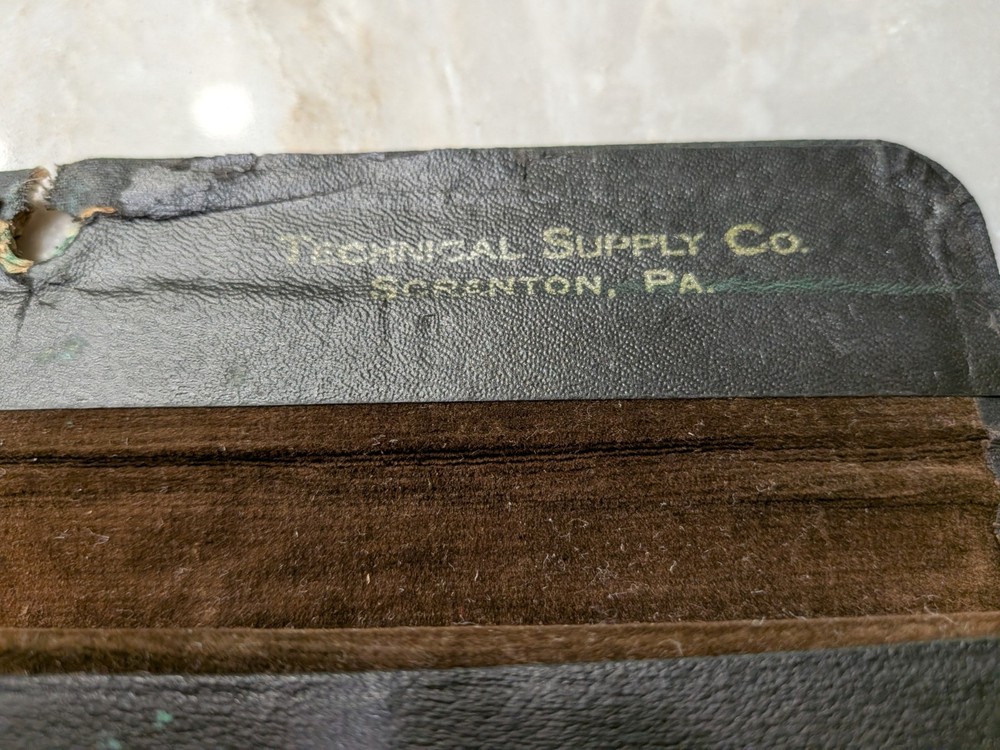 TECHNICAL SUPPLY CO.
SCRANTON, PA.